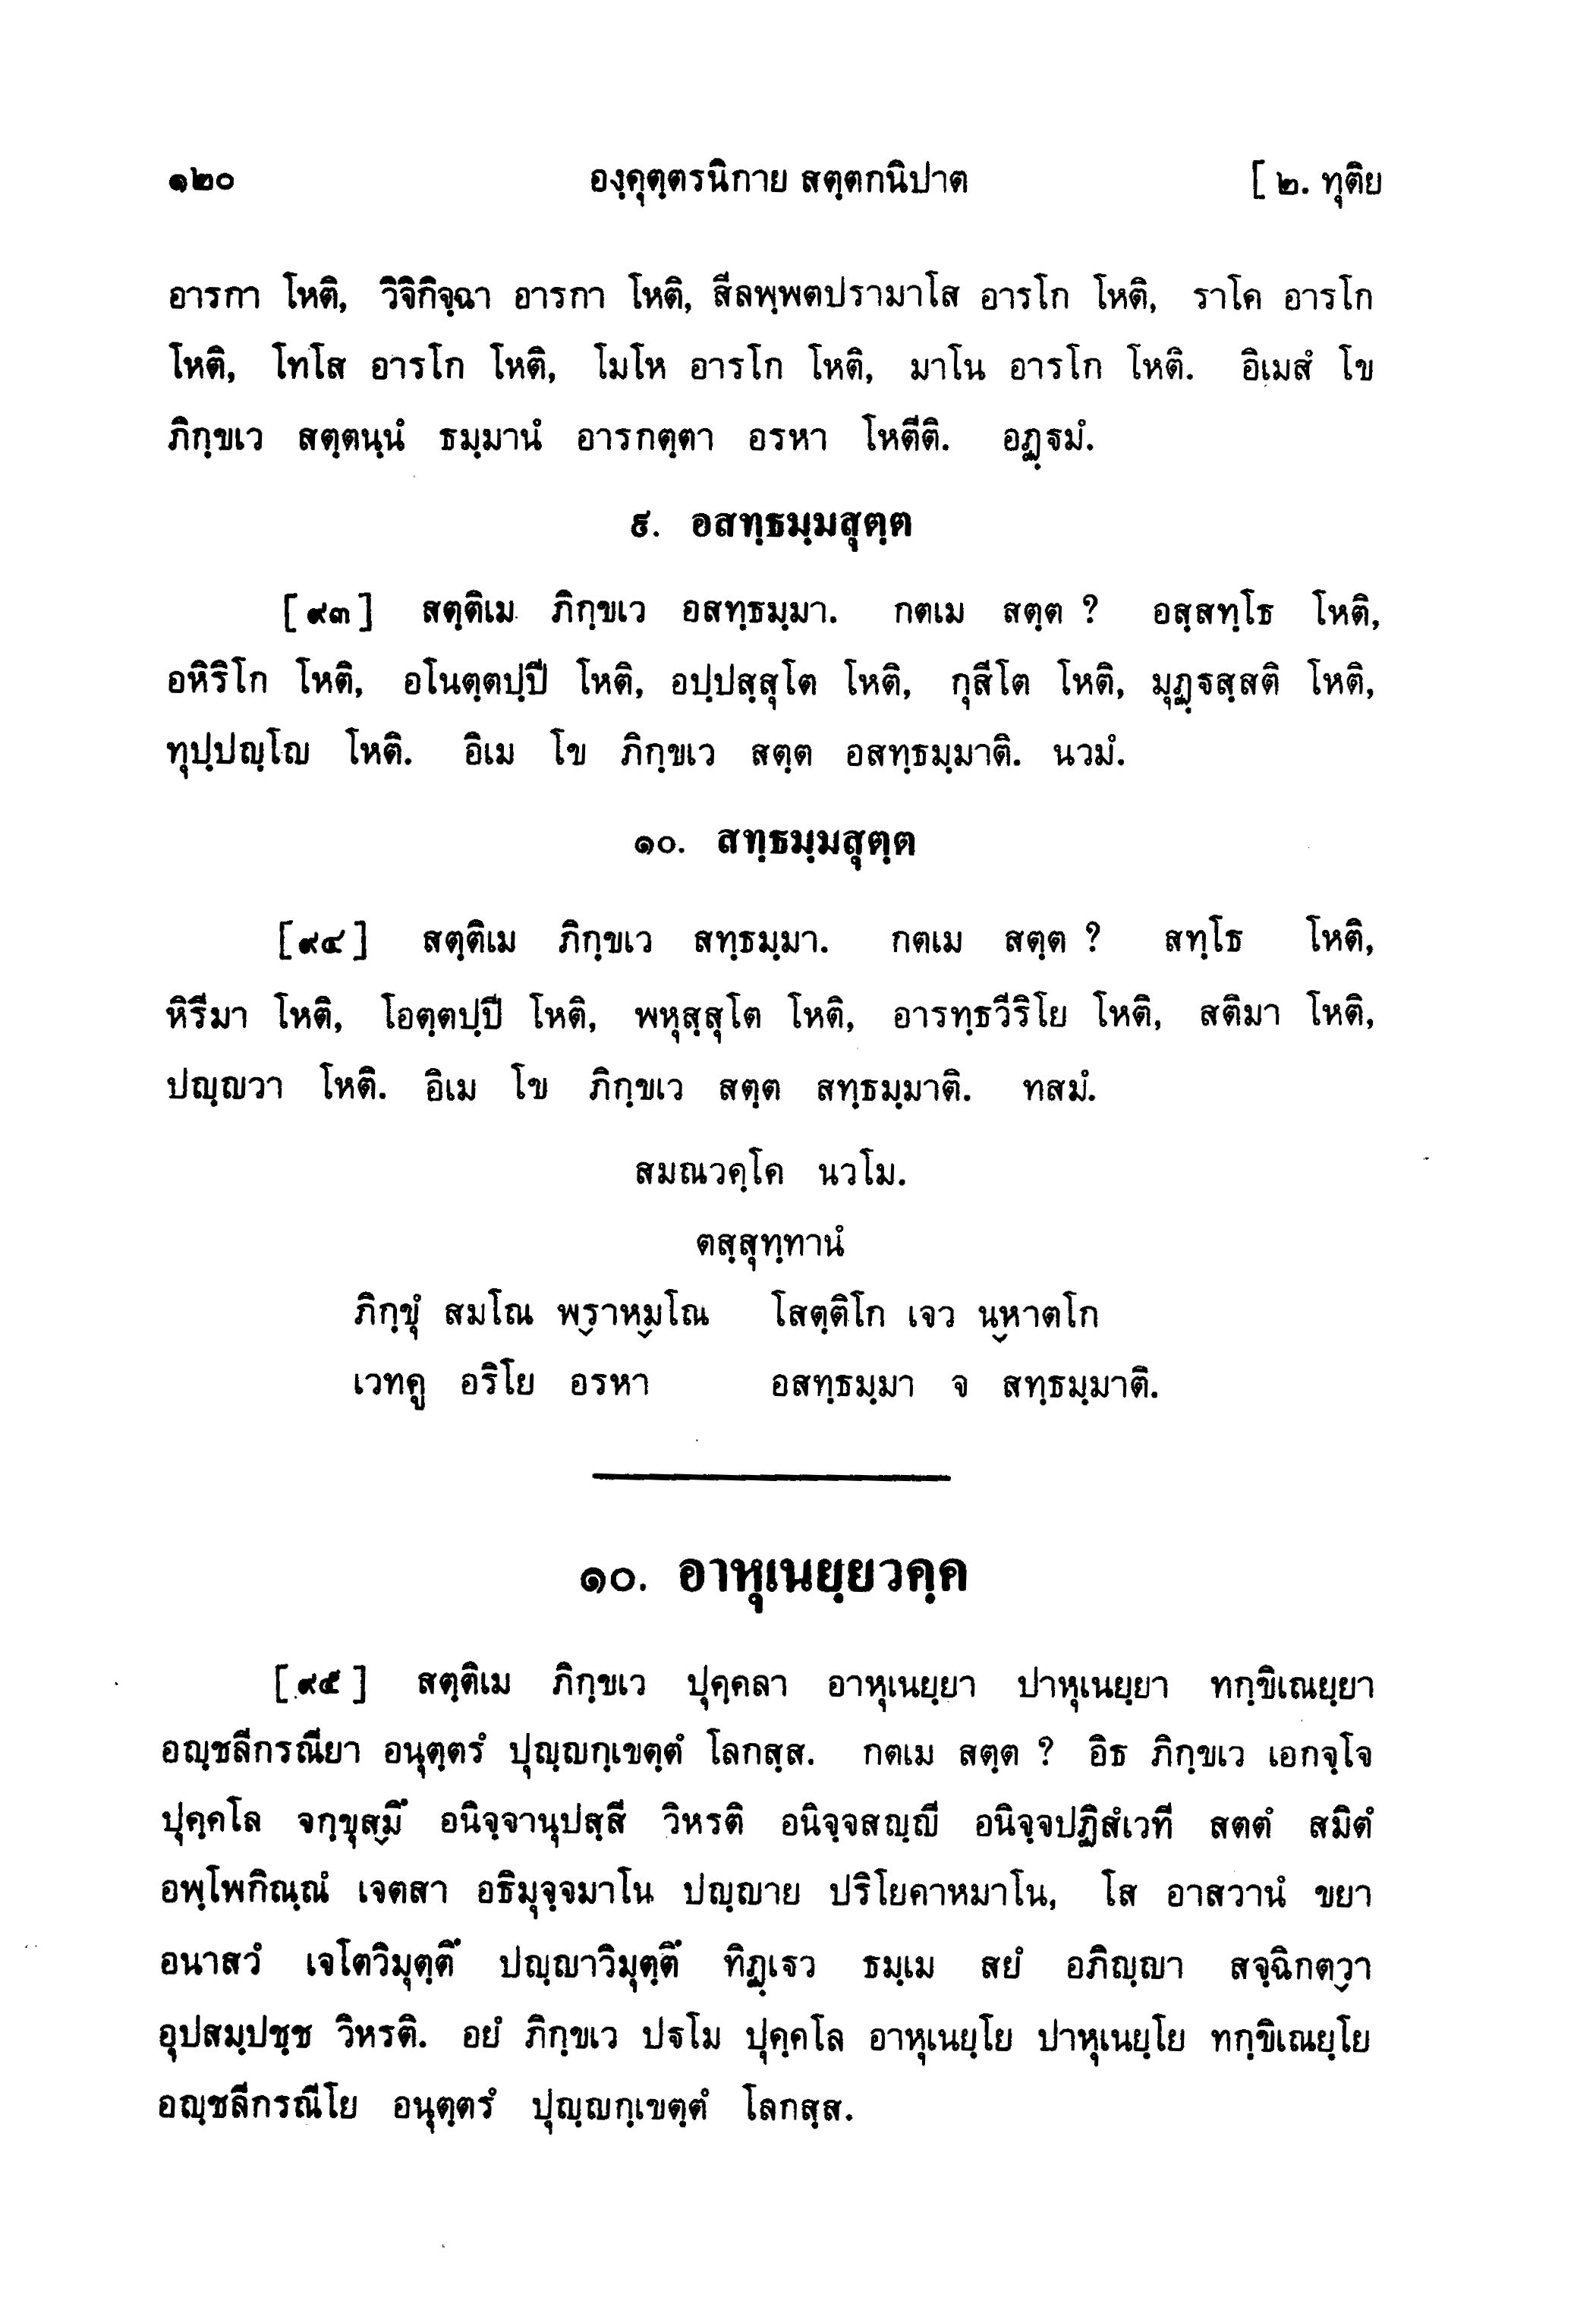 ๑๒๐ องฺคุตฺตรนิกาย สตฺตกนิปาต [ ๒. ทุติย
อารกา โหติ, วิจิกิจฺฉา อารกา โหติ, สีลพฺพตปรามาโส อารโก โหติ, ราโค อารโก
โหติ, โทโส อารโก โหติ, โมโห อารโก โหติ, มาโน อารโก โหติ. อิเมสํ โข
ภิกฺขเว สตฺตนฺนํ ธมฺมานํ อารกตฺตา อรหา โหตีติ. อฏฺฐมํ.
๙. อสทฺธมฺมสุตฺต
[ ๙๓ ] สตฺติเม ภิกฺขเว อสทฺธมฺมา. กตเม สตฺต ? อสฺสทฺโธ โหติ,
อหิริโก โหติ, อโนตฺตปฺปี โหติ, อปฺปสฺสุโต โหติ, กุสีโต โหติ, มุฏฺฐสฺสติ โหติ,
ทุปฺปญฺโญ โหติ. อิเม โข ภิกฺขเว สตฺต อสทฺธมฺมาติ. นวมํ.
๑๐. สทฺธมฺมสุตฺต
[ ๙๔ ] สตฺติเม ภิกฺขเว สทฺธมฺมา. กตเม สตฺต ? สทฺโธ โหติ,
หิรีมา โหติ, โอตฺตปฺปี โหติ, พหุสฺสุโต โหติ, อารทฺธวีริโย โหติ, สติมา โหติ,
ปญฺญวา โหติ. อิเม โข ภิกฺขเว สตฺต สทฺธมฺมาติ. ทสมํ.
สมณวคฺโค นวโม.
ตสฺสุทฺทานํ
ภิกฺขุํ สมโณ พฺราหฺมโณ โสตฺติโก เจว นฺหาตโก
เวทคู อริโย อรหา อสทฺธมฺมา จ สทฺธมฺมาติ.
๑๐. อาหุเนยฺยวคฺค
[ ๙๕ ] สตฺติเม ภิกฺขเว ปุคฺคลา อาหุเนยฺยา ปาหุเนยฺยา ทกฺขิเณยฺยา
อญฺชลีกรณียา อนุตฺตรํ ปุญฺญกฺเขตฺตํ โลกสฺส. กตเม สตฺต ? อิธ ภิกฺขเว เอกจฺโจ
ปุคฺคโล จกฺขุสฺมึ อนิจฺจานุปสฺสี วิหรติ อนิจฺจสญฺญี อนิจฺจปฏิสํเวที สตตํ สมิตํ
อพฺโพกิณฺณํ เจตสา อธิมุจฺจมาโน ปญฺญาย ปริโยคาหมาโน, โส อาสวานํ ขยา
อนาสวํ เจโตวิมุตฺตึ ปญฺญาวิมุตฺตึ ทิฏฺเฐว ธมฺเม สยํ อภิญฺญา สจฺฉิกตฺวา
อุปสมฺปชฺช วิหรติ. อยํ ภิกฺขเว ปฐโม ปุคฺคโล อาหุเนยฺโย ปาหุเนยฺโย ทกฺขิเณยฺโย
อญฺชลีกรณีโย อนุตฺตรํ ปุญฺญกฺเขตฺตํ โลกสฺส.